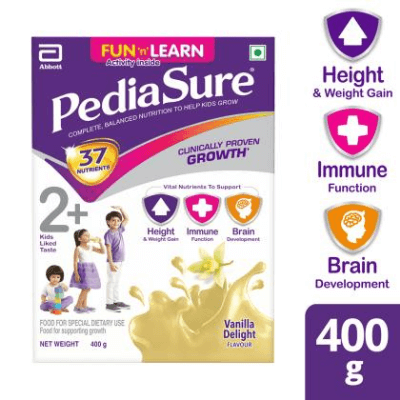 FUN 'n' LEARN
Activity inside
Abbott
PediaSure
COMPLETE, BALANCED NUTRITION TO HELP KIDS GROW
37
NUTRIENTS
CLINICALLY PROVEN
GROWTH*
Vital Nutrients To Support
2+
Kids
Liked
Taste
Height
& Weight Gain
Immune
Function
Brain
Development
FOOD FOR SPECIAL DIETARY USE
Food for supporting growth
NET WEIGHT 400 g
Vanilla
Delight
FLAVOUR
Height
& Weight Gain
Immune
Function
Brain
Development
400
g